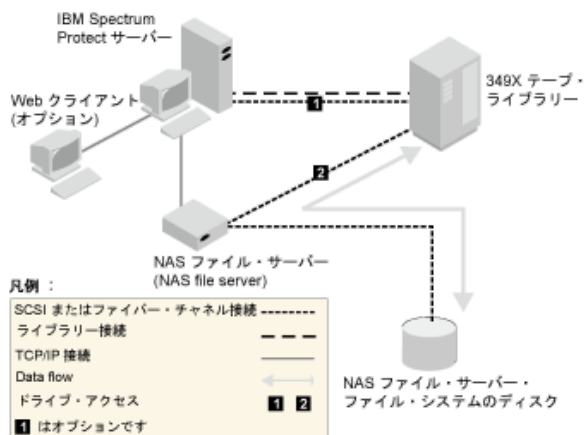 IBM Spectrum
Protect サーバー
Web クライアント
(オプション)
349X テープ・
ライブラリー
1
2
NAS ファイル・サーバー
(NAS file server)
NAS ファイル・サーバー・
ファイル・システムのディスク
凡例 :
SCSI またはファイバー・チャネル接続
ライブラリー接続
TCP/IP 接続
Data flow
ドライブ・アクセス 1 2
1 はオプションです